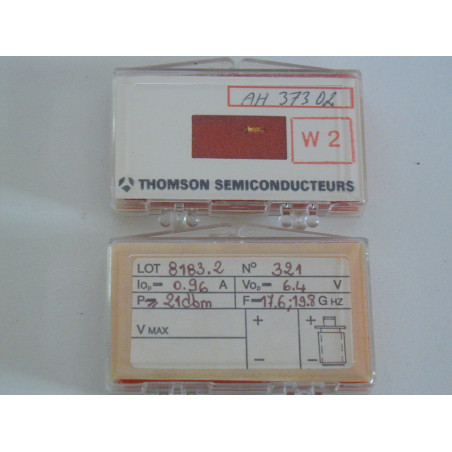 AH 373 02
W 2
THOMSON SEMICONDUCTEURS
LOT 8183.2 N° 321
Iop= 0.96 A Vop= 6.4 V
P≥ 21dbm F=17.6;19.8 GHZ
V MAX
+ +
- -